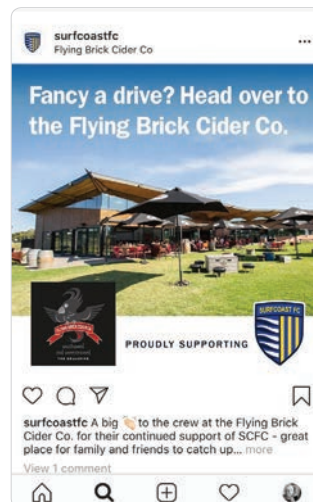 surfcoastfc
Flying Brick Cider Co
Fancy a drive? Head over to
the Flying Brick Cider Co.
PROUDLY SUPPORTING
SURFCOAST FC
surfcoastfc A big 👏 to the crew at the Flying Brick
Cider Co. for their continued support of SCFC - great
place for family and friends to catch up... more
View 1 comment